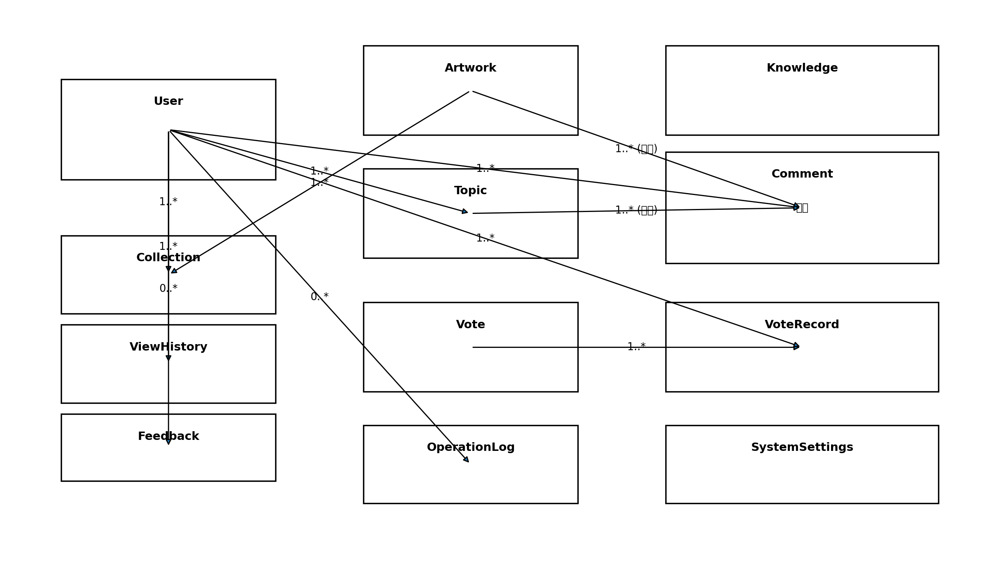 Artwork
Knowledge
User
1..*
1..*
1..*
Comment
1..*
1..*
Topic
1..*
1..*
1..*
1..*
Collection
0..*
0..*
Vote
VoteRecord
ViewHistory
1..*
Feedback
OperationLog
SystemSettings